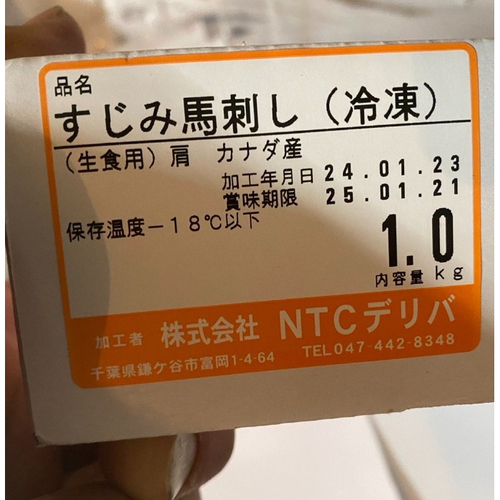 品名
すじみ馬刺し（冷凍）
（生食用）肩 カナダ産
加工年月日 24.01.23
賞味期限 25.01.21
保存温度－18℃以下
1.0
内容量 kg
加工者 株式会社 NTCデリバ
千葉県鎌ケ谷市富岡1-4-64 TEL047-442-8348